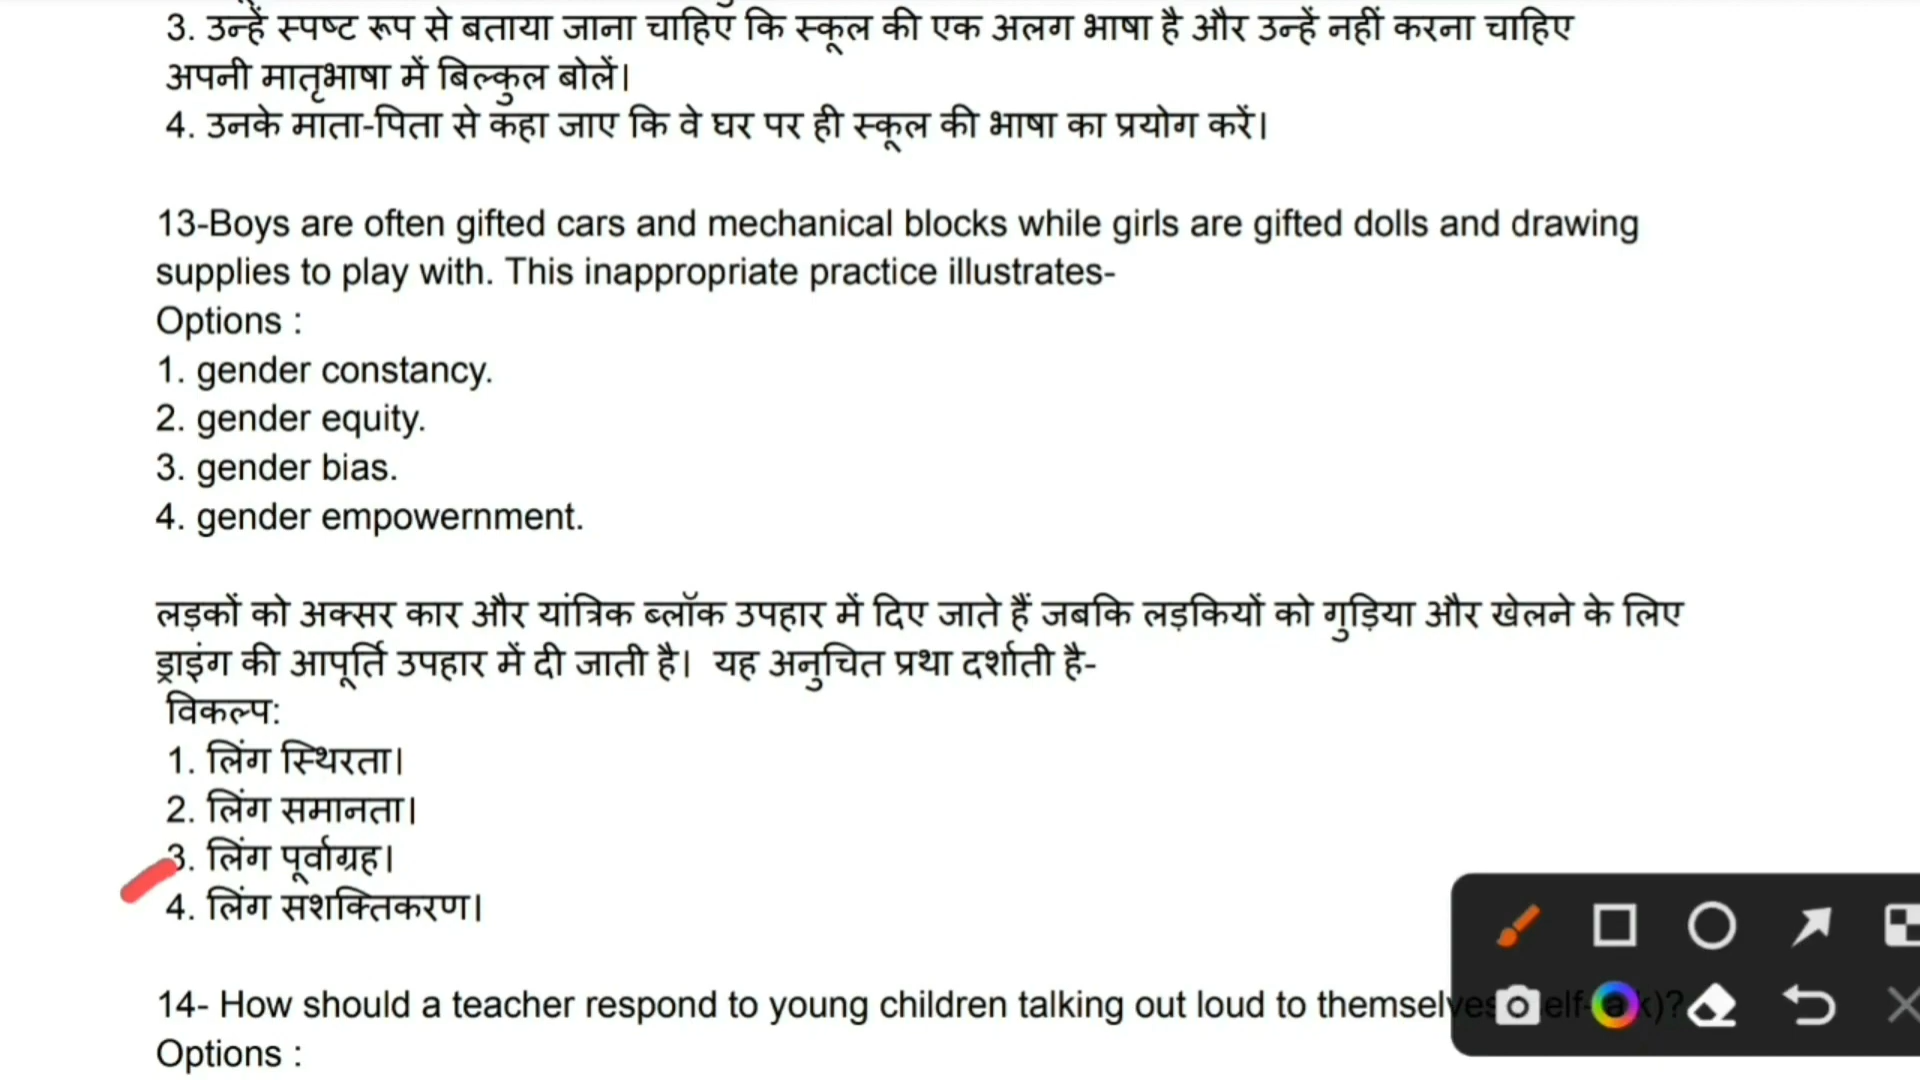 3. उन्हें स्पष्ट रूप से बताया जाना चाहिए कि स्कूल की एक अलग भाषा है और उन्हें नहीं करना चाहिए
अपनी मातृभाषा में बिल्कुल बोलें।
4. उनके माता-पिता से कहा जाए कि वे घर पर ही स्कूल की भाषा का प्रयोग करें।
13-Boys are often gifted cars and mechanical blocks while girls are gifted dolls and drawing
supplies to play with. This inappropriate practice illustrates-
Options :
1. gender constancy.
2. gender equity.
3. gender bias.
4. gender empowernment.
लड़कों को अक्सर कार और यांत्रिक ब्लॉक उपहार में दिए जाते हैं जबकि लड़कियों को गुड़िया और खेलने के लिए
ड्राइंग की आपूर्ति उपहार में दी जाती है। यह अनुचित प्रथा दर्शाती है-
विकल्प:
1. लिंग स्थिरता।
2. लिंग समानता।
3. लिंग पूर्वाग्रह।
4. लिंग सशक्तिकरण।
14- How should a teacher respond to young children talking out loud to themselves
Options :